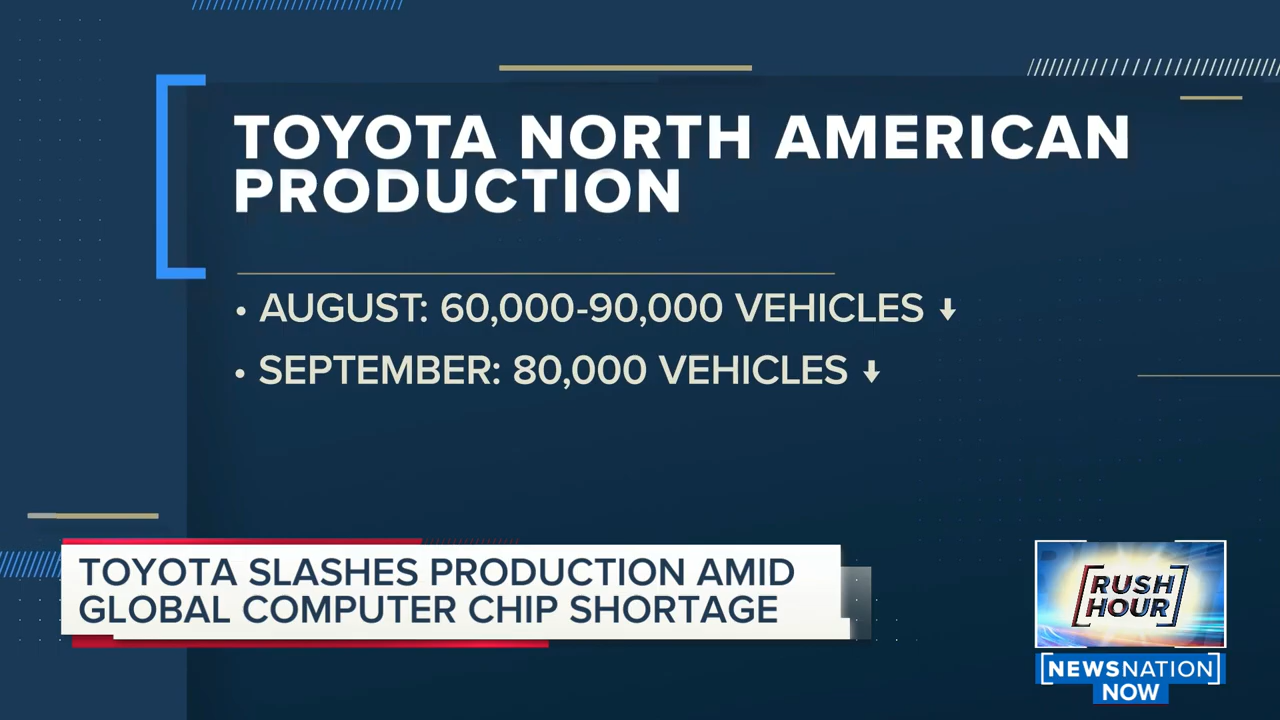 TOYOTA NORTH AMERICAN
PRODUCTION
• AUGUST: 60,000-90,000 VEHICLES ↓
• SEPTEMBER: 80,000 VEHICLES ↓
TOYOTA SLASHES PRODUCTION AMID
GLOBAL COMPUTER CHIP SHORTAGE
[RUSH
HOUR]
[NEWSNATION]
NOW